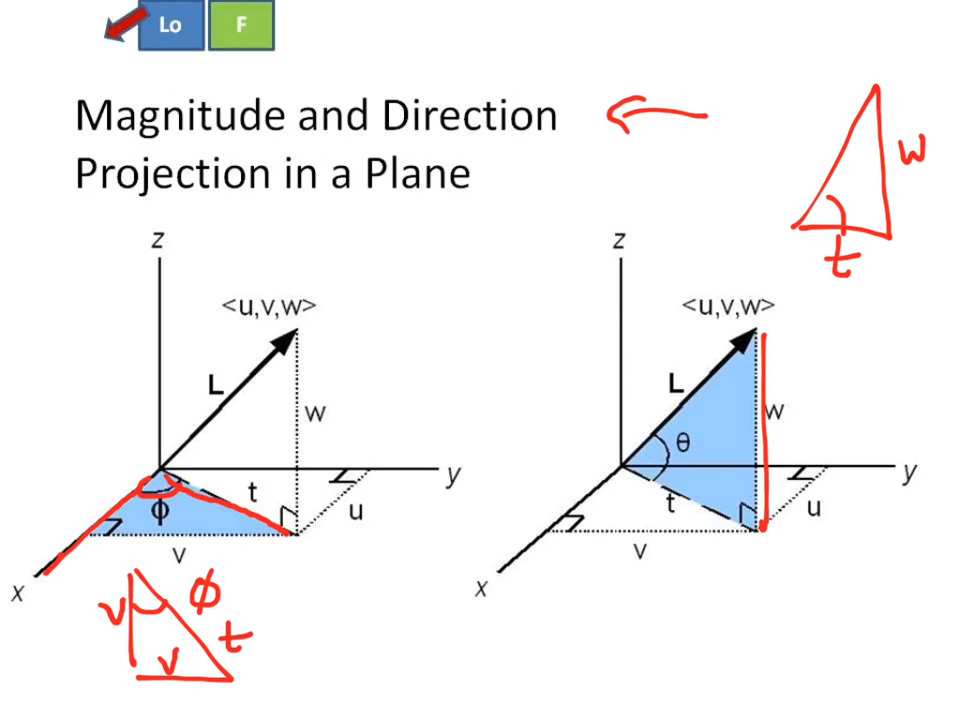 Lo F
Magnitude and Direction
Projection in a Plane
w
t
z
<u,v,w>
L
w
t
y
ϕ
u
v
x
z
<u,v,w>
L
w
θ
t
y
u
v
x
v
ϕ
t
v